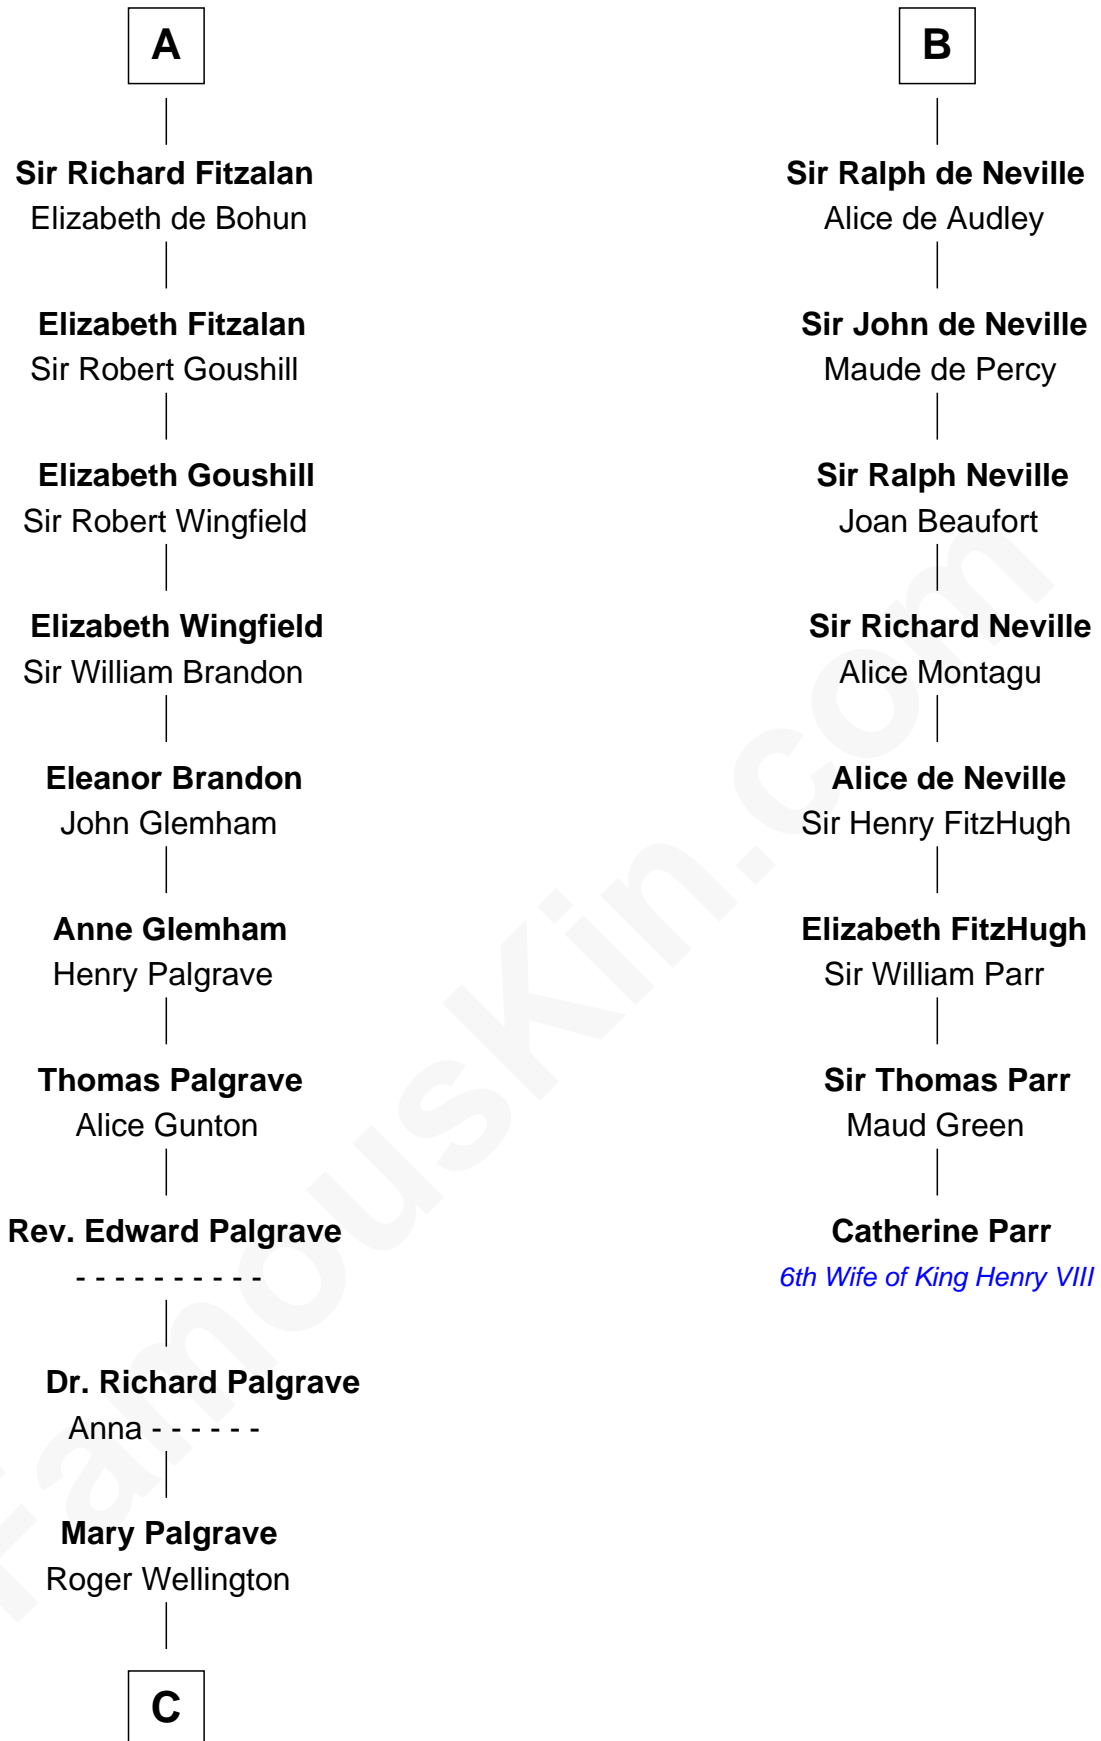 A
Sir Richard Fitzalan
Elizabeth de Bohun
Elizabeth Fitzalan
Sir Robert Goushill
Elizabeth Goushill
Sir Robert Wingfield
Elizabeth Wingfield
Sir William Brandon
Eleanor Brandon
John Glemham
Anne Glemham
Henry Palgrave
Thomas Palgrave
Alice Gunton
Rev. Edward Palgrave
- - - - - - - - - -
Dr. Richard Palgrave
Anna - - - - - -
Mary Palgrave
Roger Wellington
C
B
Sir Ralph de Neville
Alice de Audley
Sir John de Neville
Maude de Percy
Sir Ralph Neville
Joan Beaufort
Sir Richard Neville
Alice Montagu
Alice de Neville
Sir Henry FitzHugh
Elizabeth FitzHugh
Sir William Parr
Sir Thomas Parr
Maud Green
Catherine Parr
6th Wife of King Henry VIII
FamousKin.com